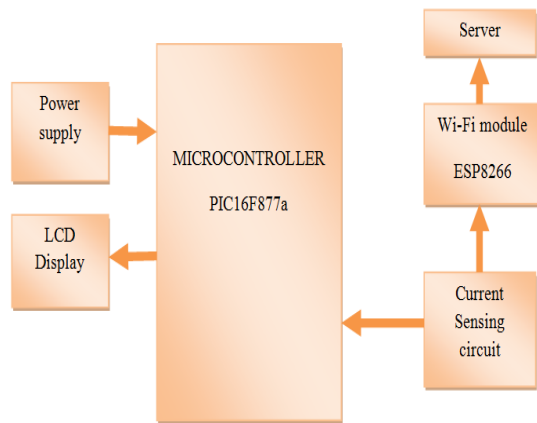 Server
Power
supply
Wi-Fi module
ESP8266
MICROCONTROLLER
PIC16F877a
LCD
Display
Current
Sensing
circuit